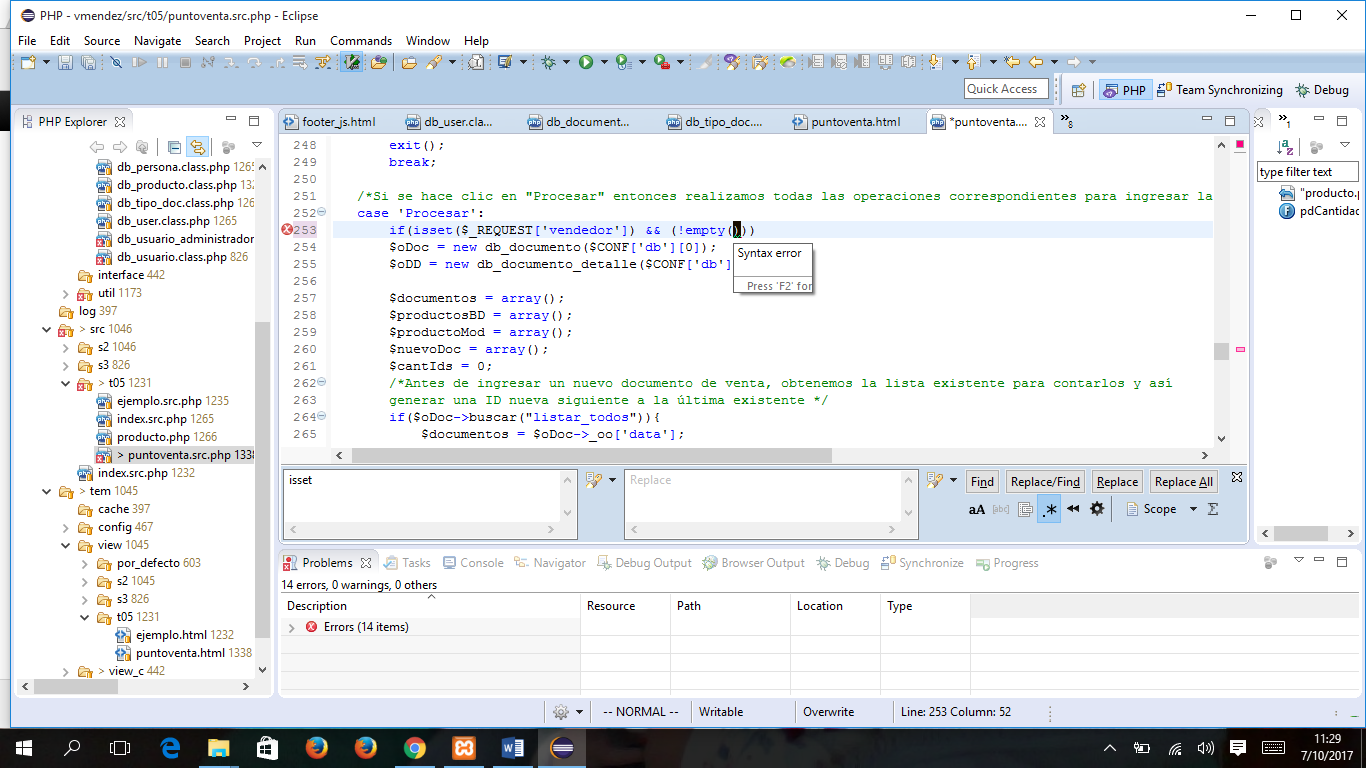 PHP - vmendez/src/t05/puntoventa.src.php - Eclipse
File Edit Source Navigate Search Project Run Commands Window Help
Quick Access
PHP Team Synchronizing Debug
PHP Explorer
db_persona.class.php 1265
db_producto.class.php 132
db_tipo_doc.class.php 126
db_user.class.php 1265
db_usuario_administrador
db_usuario.class.php 826
interface 442
util 1173
log 397
> src 1046
s2 1046
s3 826
> t05 1231
ejemplo.src.php 1235
index.src.php 1265
producto.php 1266
> puntoventa.src.php 1338
index.src.php 1232
> tem 1045
cache 397
config 467
view 1045
por_defecto 603
s2 1045
s3 826
t05 1231
ejemplo.html 1232
puntoventa.html 1338
> view_c 442
footer_js.html db_user.cla... db_document... db_tipo_doc.... puntoventa.html *puntoventa.... »8
248 exit();
249 break;
250
251 /*Si se hace clic en "Procesar" entonces realizamos todas las operaciones correspondientes para ingresar la
252 case 'Procesar':
253 if(isset($_REQUEST['vendedor']) && (!empty()))
254 $oDoc = new db_documento($CONF['db'][0]);
255 $oDD = new db_documento_detalle($CONF['db']
Syntax error
Press 'F2' for
256
257 $documentos = array();
258 $productosBD = array();
259 $productoMod = array();
260 $nuevoDoc = array();
261 $cantIds = 0;
262 /*Antes de ingresar un nuevo documento de venta, obtenemos la lista existente para contarlos y así
263 generar una ID nueva siguiente a la última existente */
264 if($oDoc->buscar("listar_todos")){
265 $documentos = $oDoc->_oo['data'];
»1
type filter text
"producto.
pdCantidac
isset
Replace
Find Replace/Find Replace Replace All
aA [abc] .* Scope Σ
Problems Tasks Console Navigator Debug Output Browser Output Debug Synchronize Progress
14 errors, 0 warnings, 0 others
Description Resource Path Location Type
Errors (14 items)
-- NORMAL -- Writable Overwrite Line: 253 Column: 52
11:29
7/10/2017